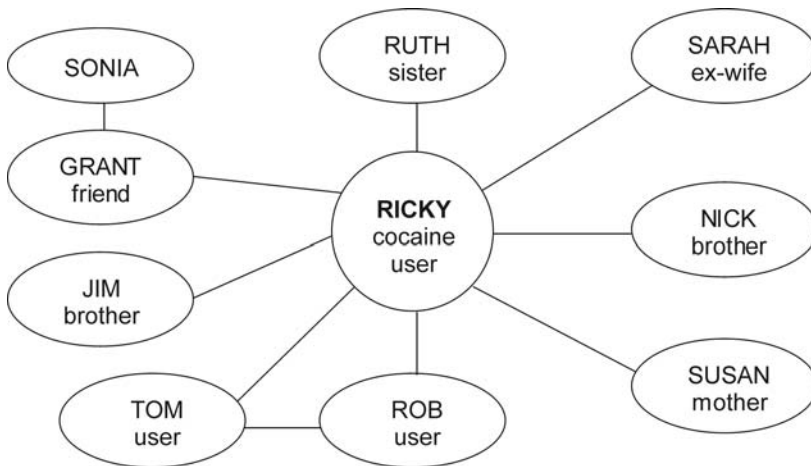 SONIA
RUTH
sister
SARAH
ex-wife
GRANT
friend
RICKY
cocaine
user
NICK
brother
JIM
brother
TOM
user
ROB
user
SUSAN
mother